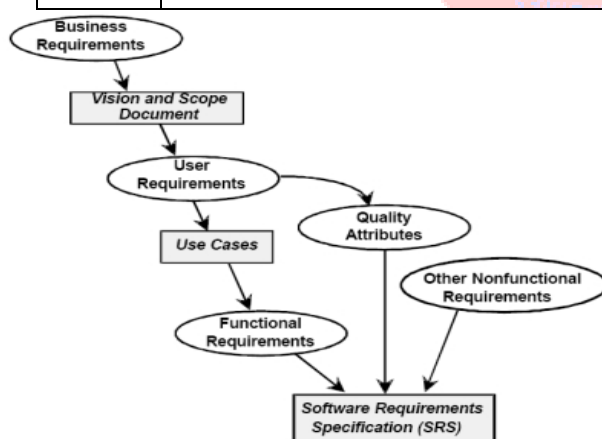 Business
Requirements
Vision and Scope
Document
User
Requirements
Quality
Attributes
Use Cases
Other Nonfunctional
Requirements
Functional
Requirements
Software Requirements
Specification (SRS)